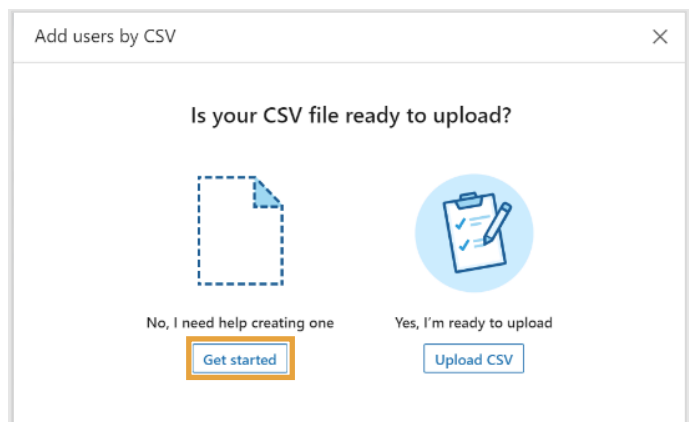 Add users by CSV
Is your CSV file ready to upload?
No, I need help creating one
Yes, I'm ready to upload
Get started
Upload CSV